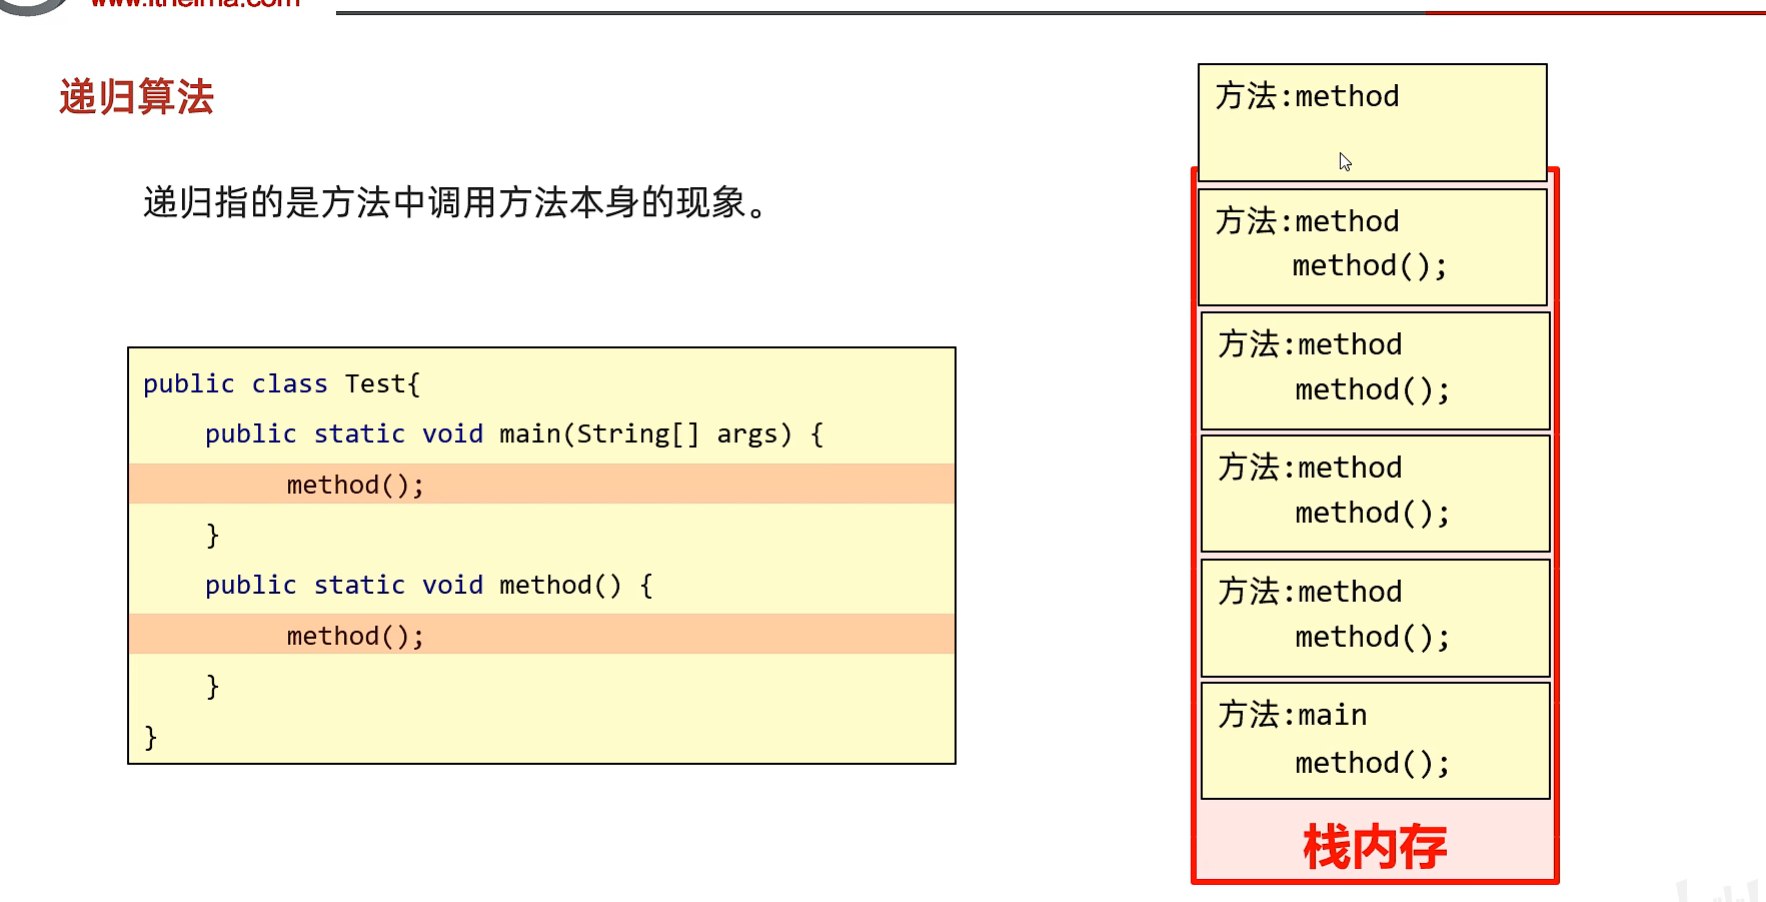 www.itheima.com
递归算法
递归指的是方法中调用方法本身的现象。
public class Test{
public static void main(String[] args) {
method();
}
public static void method() {
method();
}
}
方法:method
方法:method
method();
方法:method
method();
方法:method
method();
方法:method
method();
方法:main
method();
栈内存